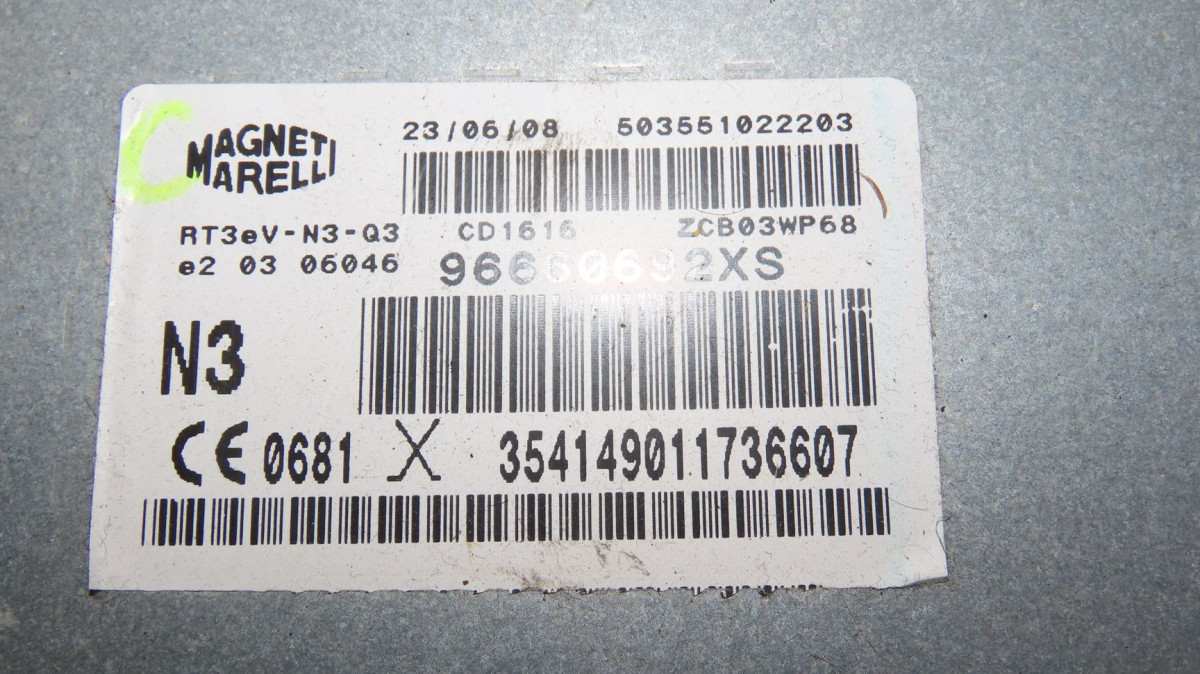 MAGNETI
MARELLI
23/06/08 503551022203
RT3eV-N3-Q3 CD1616 ZCB03WP68
e2 03 06046 96660692XS
N3
CE 0681 354149011736607